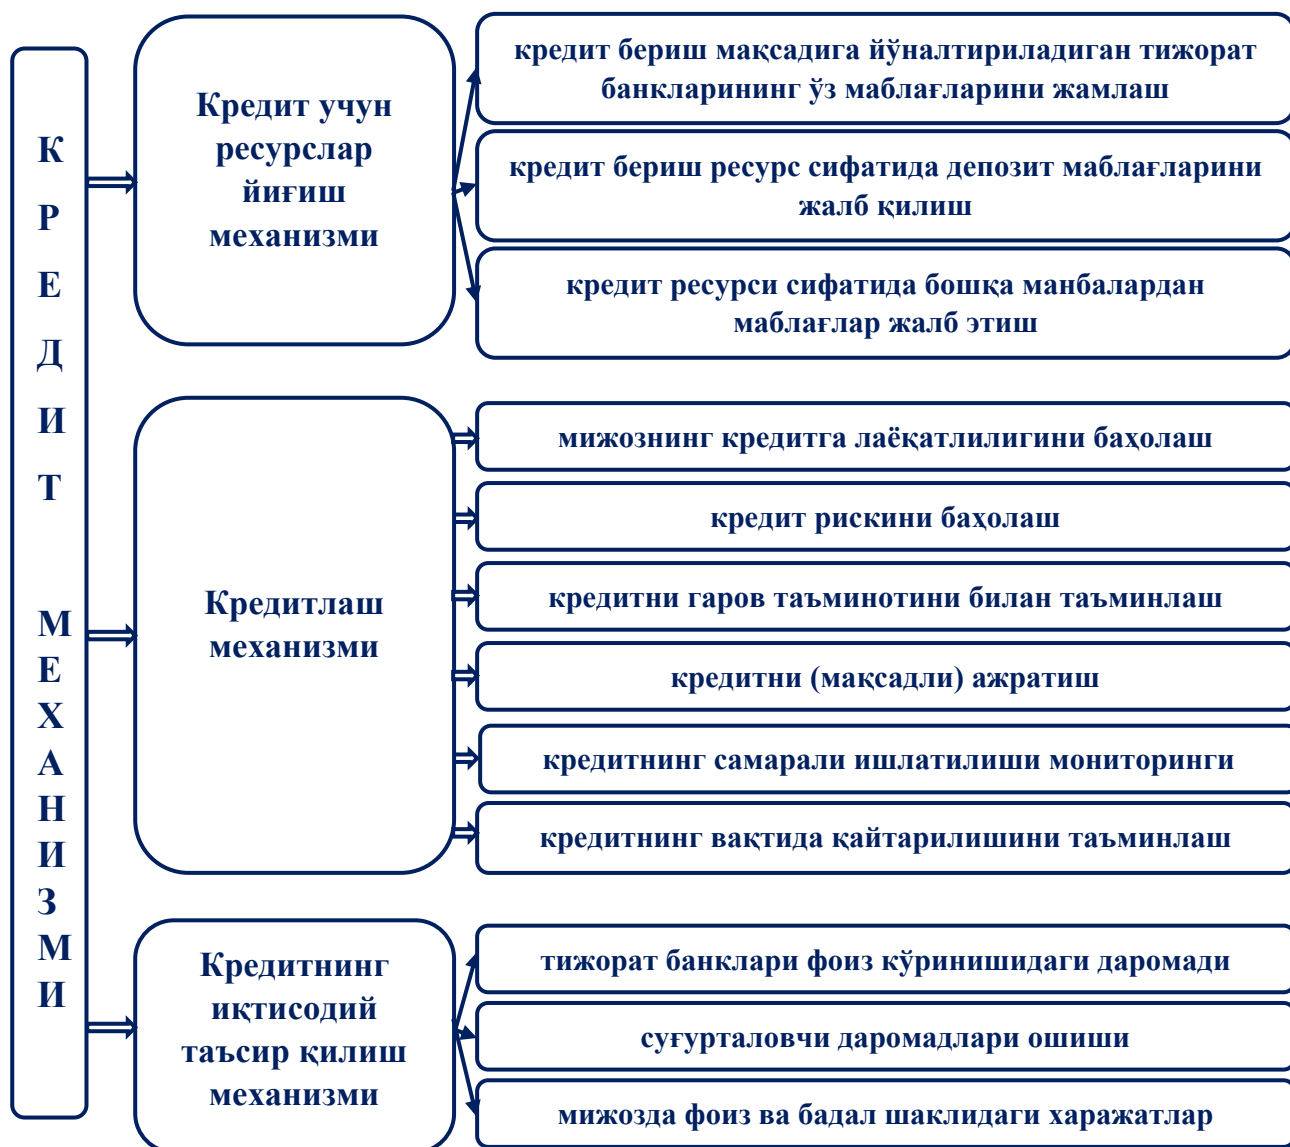 КРЕДИТ МЕХАНИЗМИ
Кредит учун
ресурслар
йиғиш
механизми
кредит бериш мақсадига йўналтириладиган тижорат
банкларининг ўз маблағларини жамлаш
кредит бериш ресурс сифатида депозит маблағларини
жалб қилиш
кредит ресурси сифатида бошқа манбалардан
маблағлар жалб этиш
Кредитлаш
механизми
мижознинг кредитга лаёқатлилигини баҳолаш
кредит рискини баҳолаш
кредитни гаров таъминотини билан таъминлаш
кредитни (мақсадли) ажратиш
кредитнинг самарали ишлатилиши мониторинги
кредитнинг вақтида қайтарилишини таъминлаш
Кредитнинг
иқтисодий
таъсир қилиш
механизми
тижорат банклари фоиз кўринишидаги даромади
суғурталовчи даромадлари ошиши
мижозда фоиз ва бадал шаклидаги харажатлар